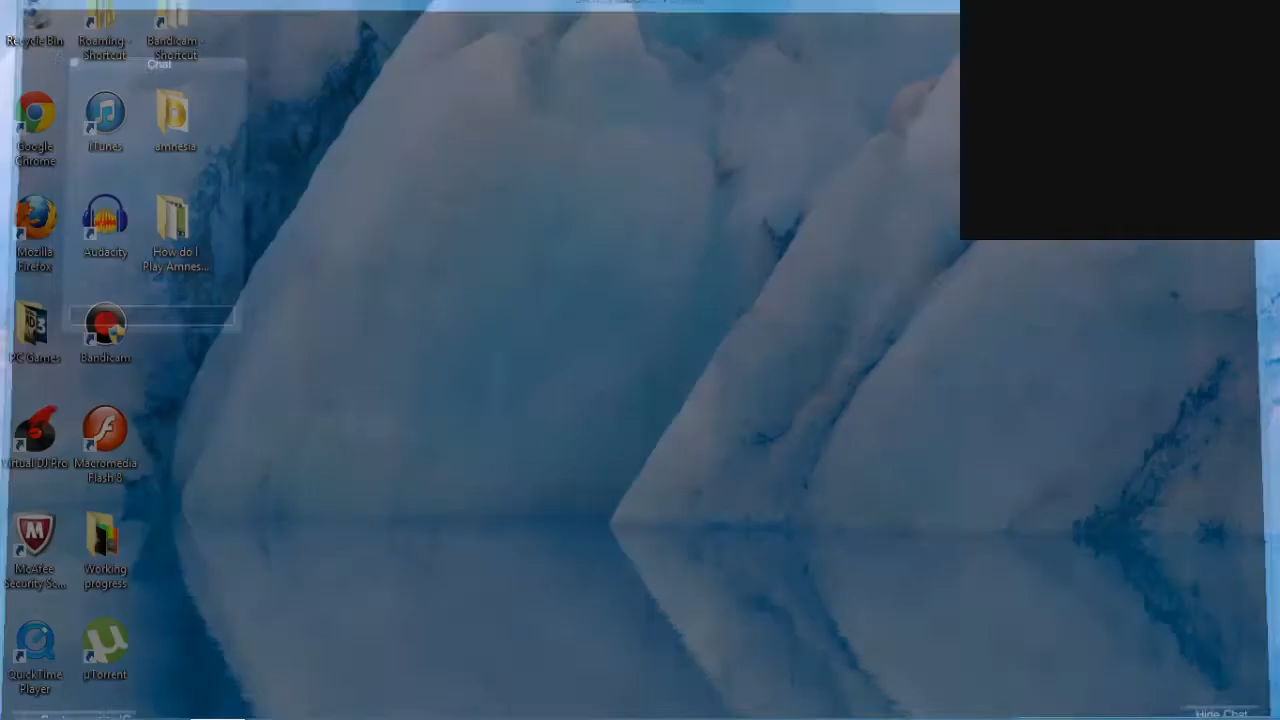 Recycle Bin
Roaming -
Shortcut
Bandicam -
Shortcut
Chat
Google
Chrome
iTunes
amnesia
Mozilla
Firefox
Audacity
How do I
Play Amnes...
PC Games
Bandicam
Virtual DJ Pro
Macromedia
Flash 8
McAfee
Security Sc...
Working
progress
QuickTime
Player
µTorrent
Hide Chat